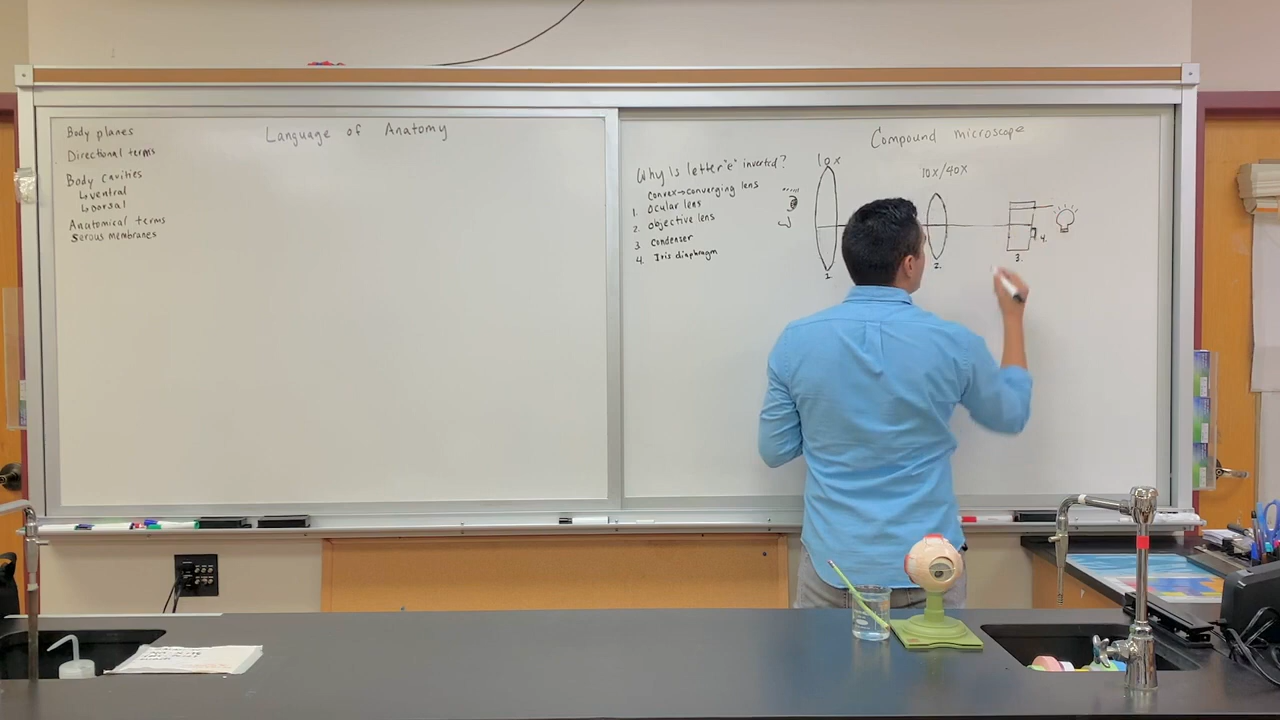 Language of Anatomy
Body planes
Directional terms
Body cavities
↳ventral
↳Dorsal
Anatomical terms
Serous membranes
Compound microscope
Why Is letter "e" inverted?
Convex→converging lens
1. Ocular lens
2. Objective lens
3 Condenser
4. Iris diaphragm
10x
10x/40x
1
2.
3.
4.